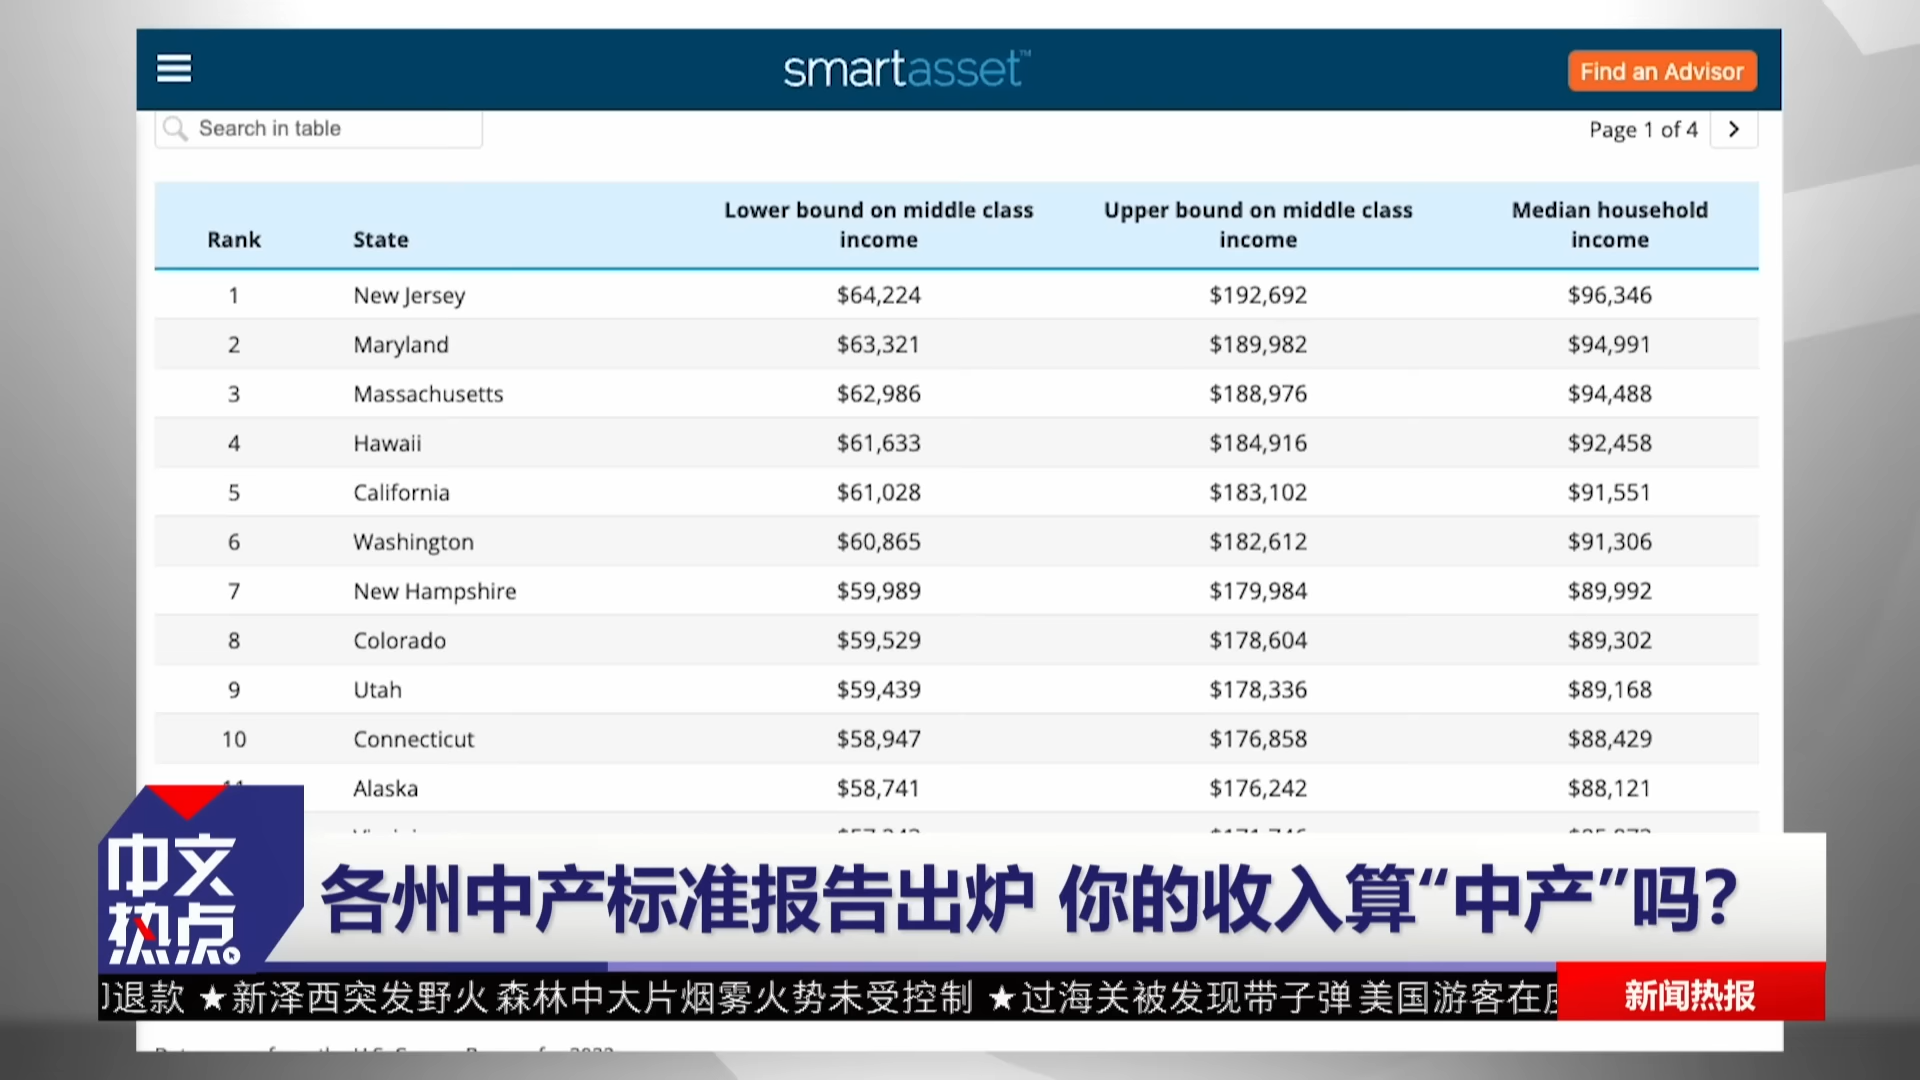 smartasset™
Find an Advisor
Search in table
Page 1 of 4
Rank State Lower bound on middle class income Upper bound on middle class income Median household income
1 New Jersey $64,224 $192,692 $96,346
2 Maryland $63,321 $189,982 $94,991
3 Massachusetts $62,986 $188,976 $94,488
4 Hawaii $61,633 $184,916 $92,458
5 California $61,028 $183,102 $91,551
6 Washington $60,865 $182,612 $91,306
7 New Hampshire $59,989 $179,984 $89,992
8 Colorado $59,529 $178,604 $89,302
9 Utah $59,439 $178,336 $89,168
10 Connecticut $58,947 $176,858 $88,429
Alaska $58,741 $176,242 $88,121
中文
热点
各州中产标准报告出炉 你的收入算“中产”吗?
退款 ★新泽西突发野火 森林中大片烟雾火势未受控制 ★过海关被发现带子弹 美国游客在
新闻热报